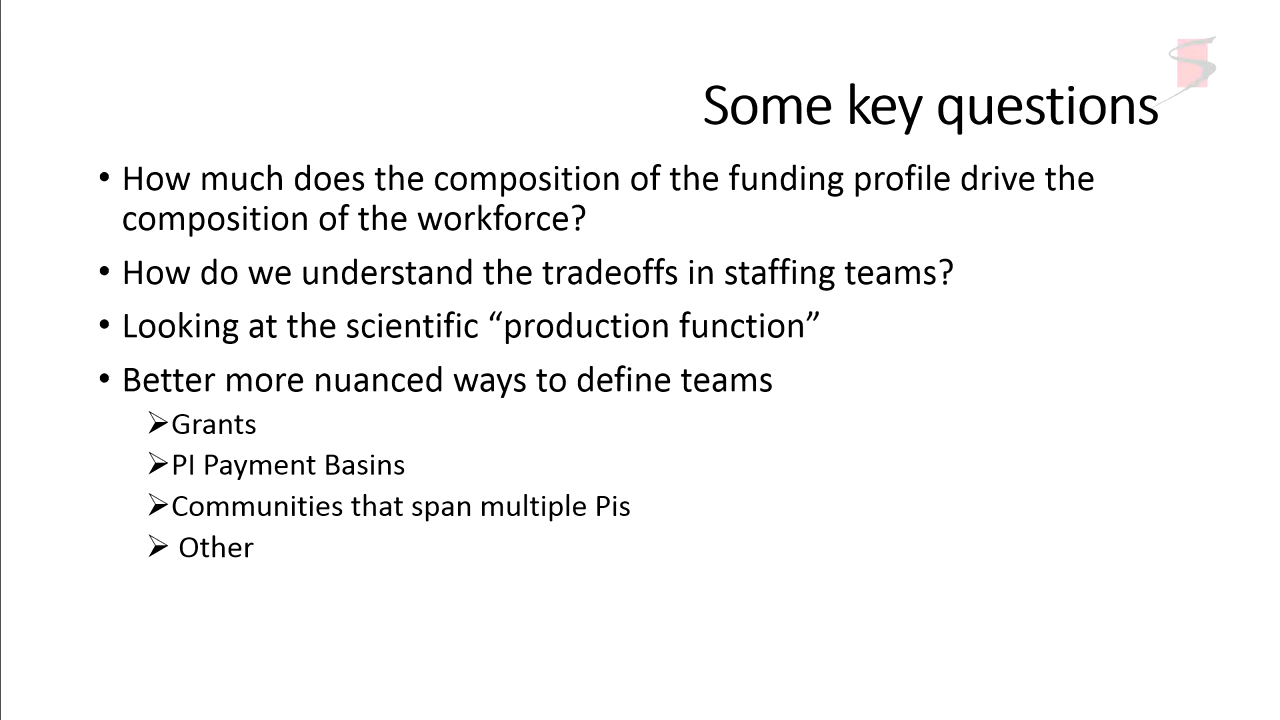 Some key questions
• How much does the composition of the funding profile drive the
composition of the workforce?
• How do we understand the tradeoffs in staffing teams?
• Looking at the scientific “production function”
• Better more nuanced ways to define teams
➢Grants
➢PI Payment Basins
➢Communities that span multiple Pis
➢ Other